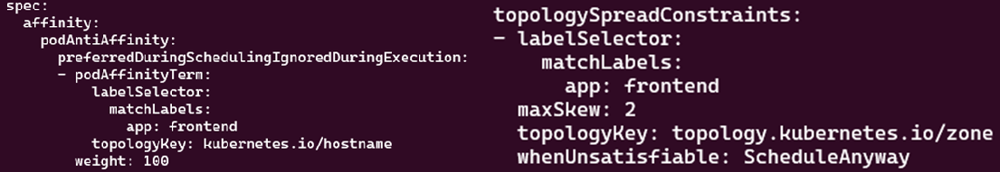 spec:
  affinity:
    podAntiAffinity:
      preferredDuringSchedulingIgnoredDuringExecution:
      - podAffinityTerm:
          labelSelector:
            matchLabels:
              app: frontend
          topologyKey: kubernetes.io/hostname
        weight: 100
topologySpreadConstraints:
- labelSelector:
    matchLabels:
      app: frontend
  maxSkew: 2
  topologyKey: topology.kubernetes.io/zone
  whenUnsatisfiable: ScheduleAnyway